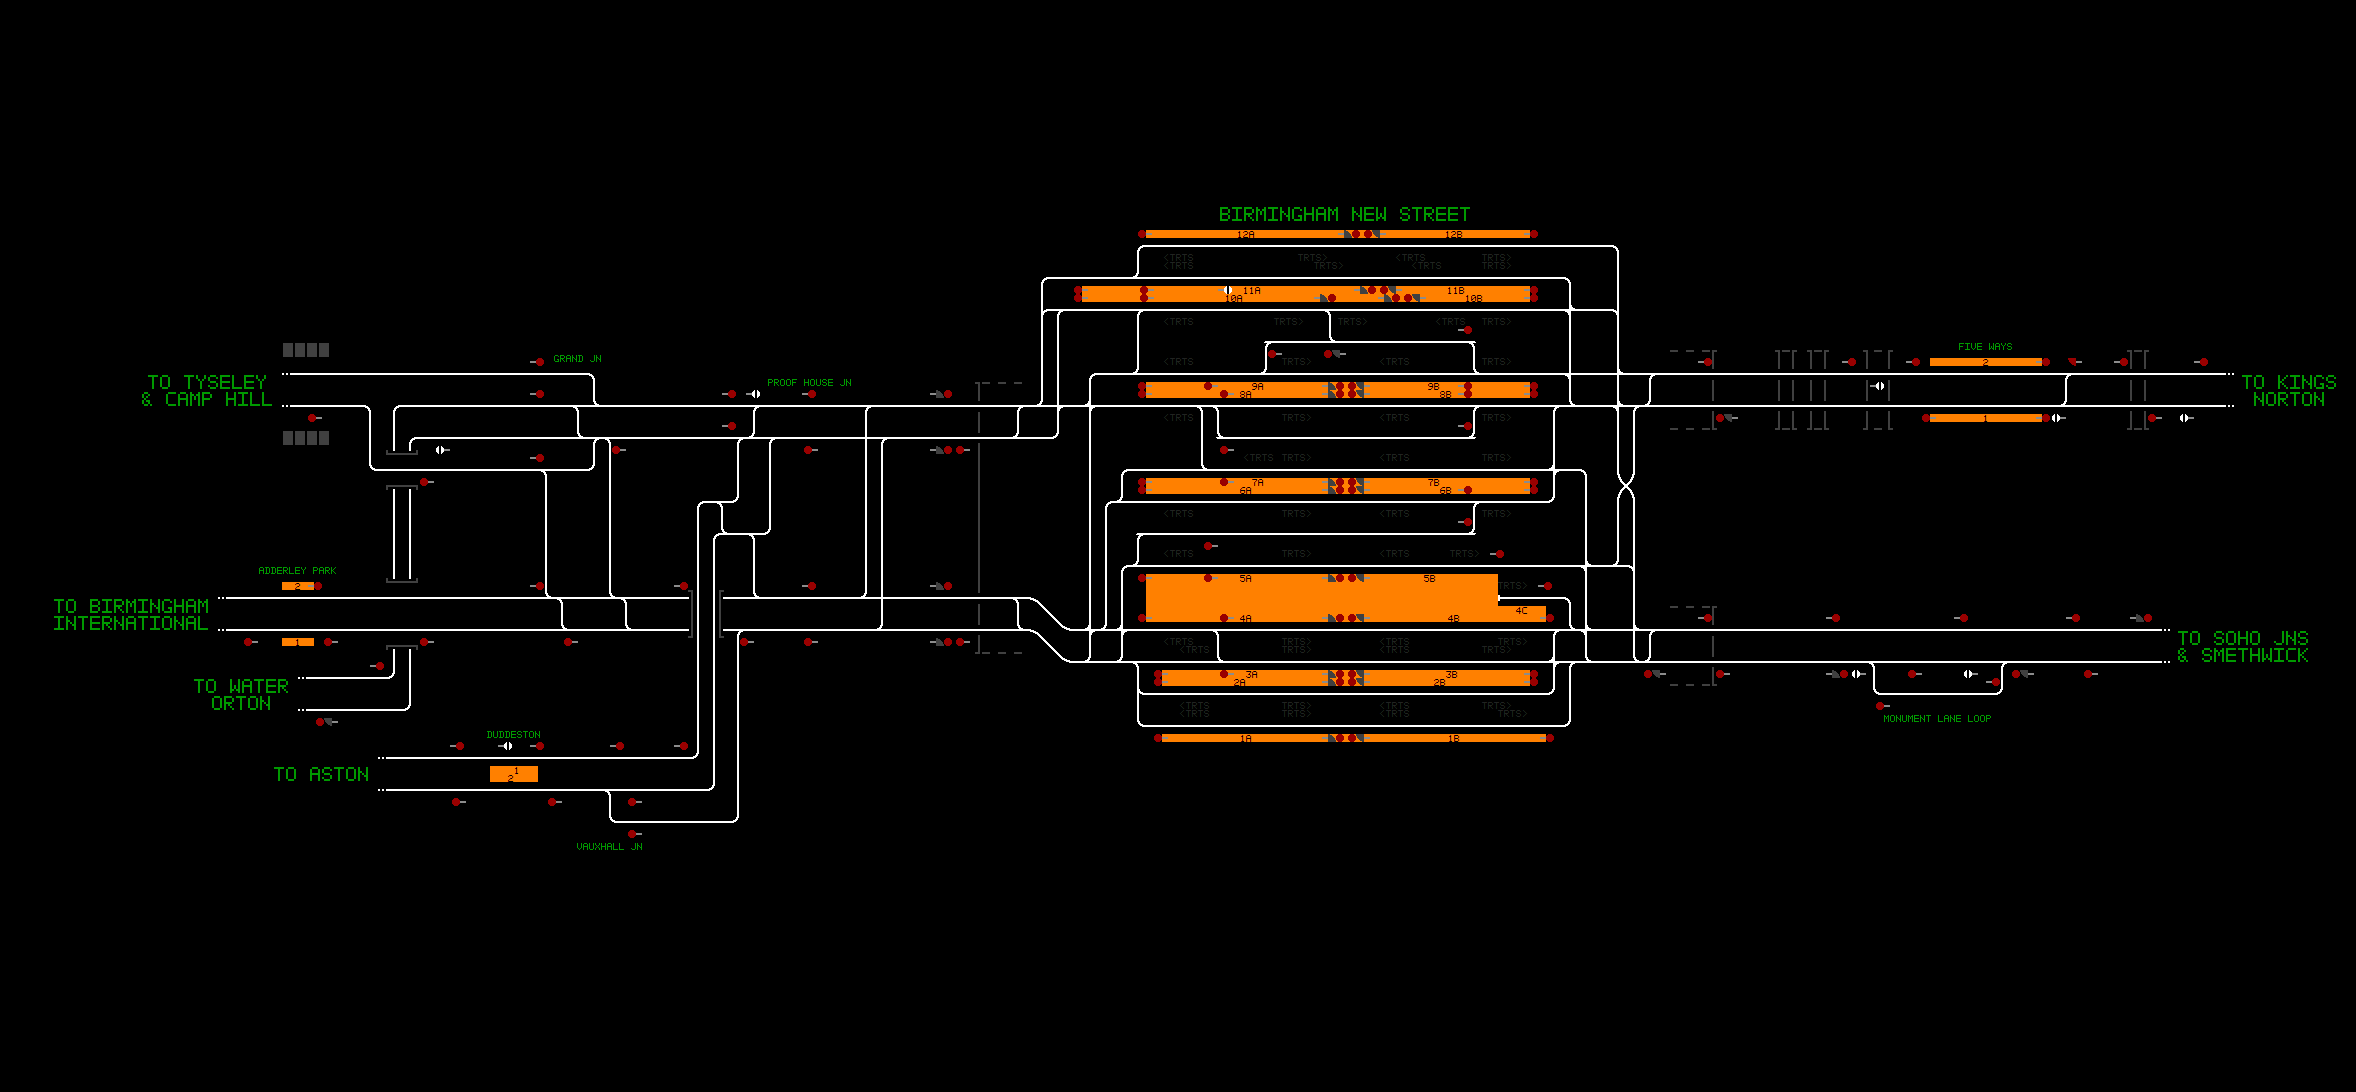 BIRMINGHAM NEW STREET
12A 12B
<TRTS TRTS> <TRTS TRTS>
<TRTS TRTS> <TRTS TRTS>
11A 11B
10A 10B
<TRTS TRTS> TRTS> <TRTS TRTS>
FIVE WAYS
GRAND JN
<TRTS TRTS> <TRTS TRTS>
2
PROOF HOUSE JN
TO TYSELEY
& CAMP HILL
9A 9B
8A 8B
TO KINGS
NORTON
<TRTS TRTS> <TRTS TRTS>
1
<TRTS TRTS> <TRTS TRTS>
7A 7B
6A 6B
<TRTS TRTS> <TRTS TRTS>
<TRTS TRTS> <TRTS
ADDERLEY PARK
5A 5B
2
TRTS>
TO BIRMINGHAM
INTERNATIONAL
4C
4A 4B
1
<TRTS TRTS> <TRTS TRTS>
<TRTS TRTS> <TRTS TRTS>
TO SOHO JNS
& SMETHWICK
3A 3B
2A 2B
TO WATER
ORTON
<TRTS TRTS> <TRTS TRTS>
<TRTS TRTS> <TRTS TRTS>
MONUMENT LANE LOOP
DUDDESTON
1A 1B
1
2
TO ASTON
VAUXHALL JN